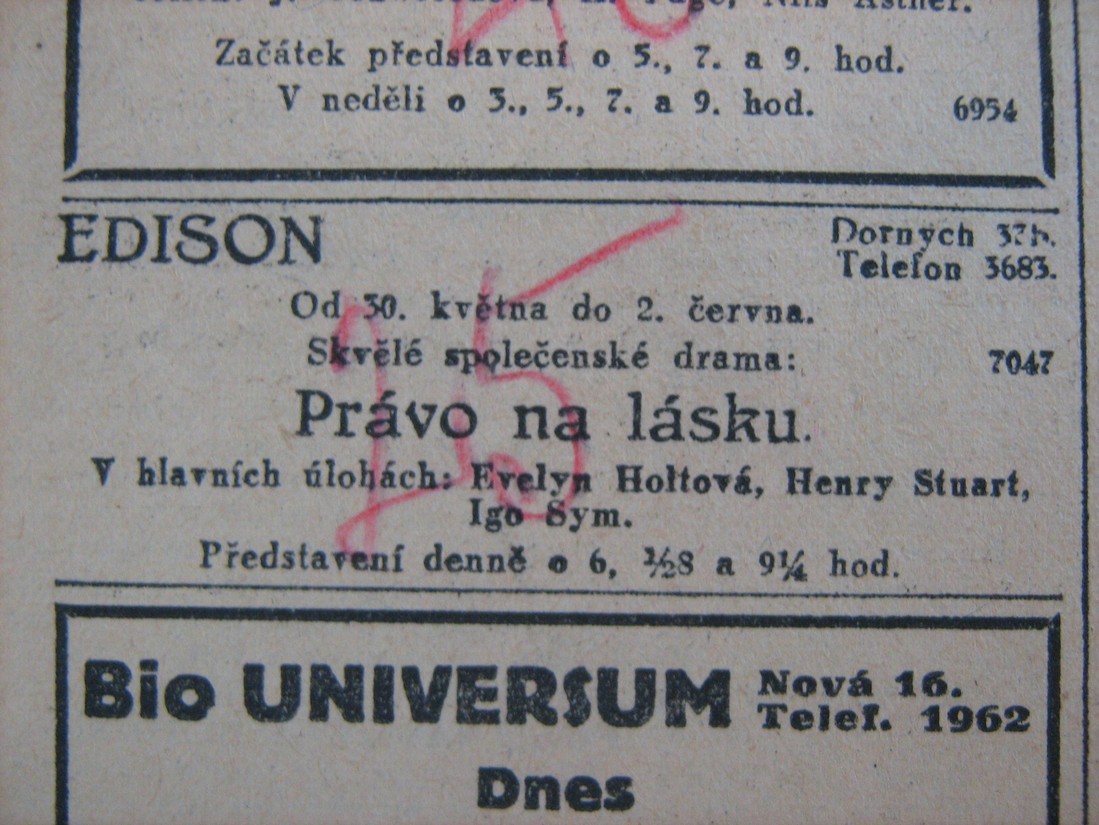 Začátek představení o 5., 7. a 9. hod.
V neděli o 3., 5., 7. a 9. hod. 6954
EDISON Dornych
Telefon 3683.
Od 30. května do 2. června.
Skvělé společenské drama: 7047
Právo na lásku.
V hlavních úlohách: Evelyn Holtová, Henry Stuart,
Igo Sym.
Představení denně o 6, ½8 a 9¼ hod.
25
Bio UNIVERSUM Nová 16.
Telef. 1962
Dnes